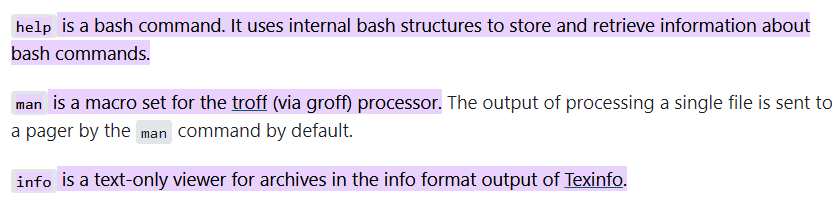 help is a bash command. It uses internal bash structures to store and retrieve information about
bash commands.
man is a macro set for the troff (via groff) processor. The output of processing a single file is sent to
a pager by the man command by default.
info is a text-only viewer for archives in the info format output of Texinfo.